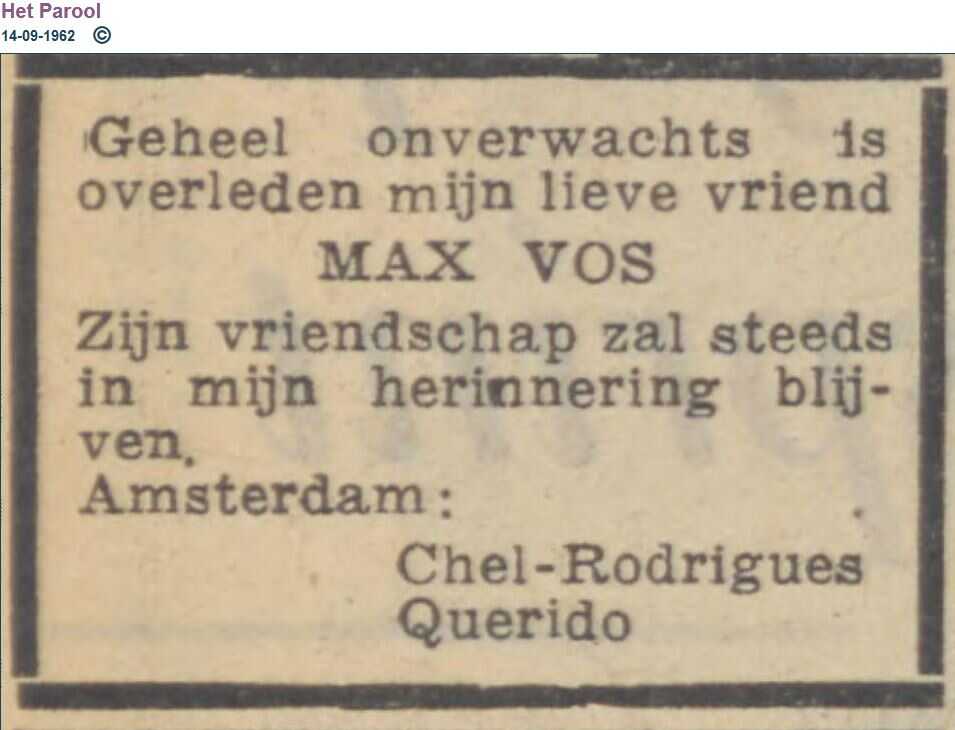 Het Parool
14-09-1962 ©
Geheel onverwachts is
overleden mijn lieve vriend
MAX VOS
Zijn vriendschap zal steeds
in mijn herinnering blij-
ven.
Amsterdam:
Chel-Rodrigues
Querido